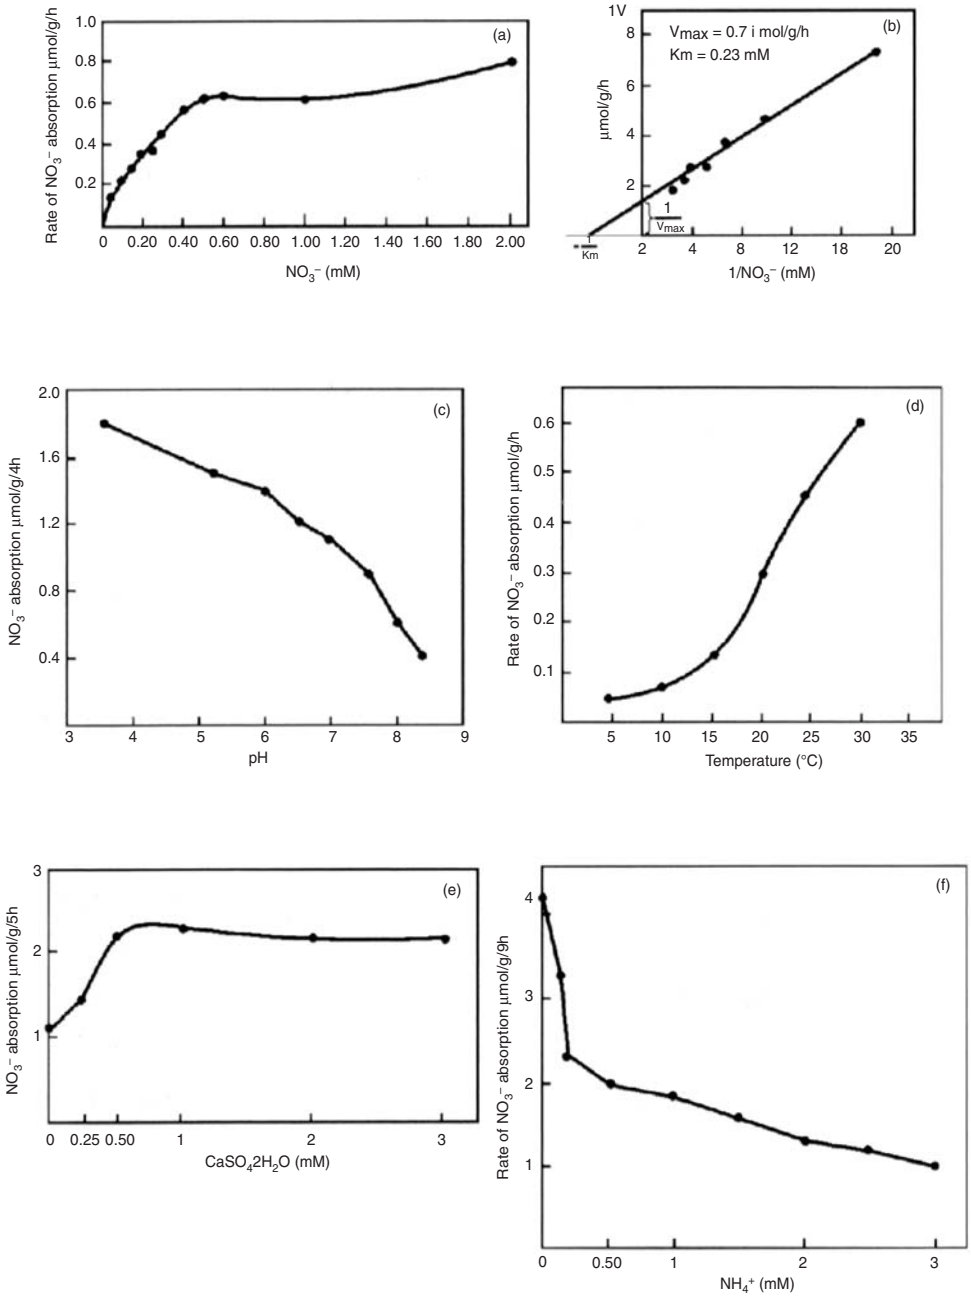 (a)
Rate of NO₃⁻ absorption μmol/g/h
1.0
0.8
0.6
0.4
0.2
0 0.20 0.40 0.60 1.00 1.20 1.40 1.60 1.80 2.00
NO₃⁻ (mM)
(b)
1V
Vmax = 0.7 i mol/g/h
Km = 0.23 mM
μmol/g/h
8
6
4
2
1
Vmax
1
Km
2 4 8 12 16 20
1/NO₃⁻ (mM)
(c)
NO₃⁻ absorption μmol/g/4h
2.0
1.6
1.2
0.8
0.4
3 4 5 6 7 8 9
pH
(d)
Rate of NO₃⁻ absorption μmol/g/h
0.6
0.5
0.4
0.3
0.2
0.1
5 10 15 20 25 30 35
Temperature (°C)
(e)
NO₃⁻ absorption μmol/g/5h
3
2
1
0 0.25 0.50 1 2 3
CaSO₄2H₂O (mM)
(f)
Rate of NO₃⁻ absorption μmol/g/9h
4
3
2
1
0 0.50 1 2 3
NH₄⁺ (mM)